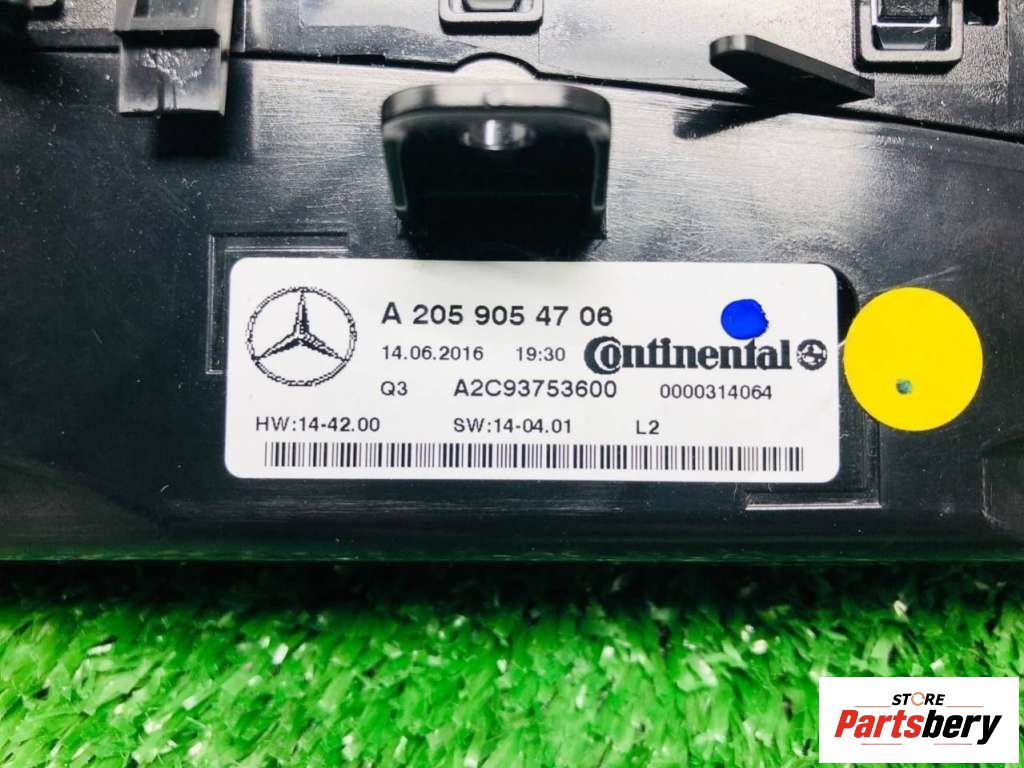 A 205 905 47 06
14.06.2016 19:30 Continental
Q3 A2C93753600 0000314064
HW:14-42.00 SW:14-04.01 L2
STORE
Partsbery